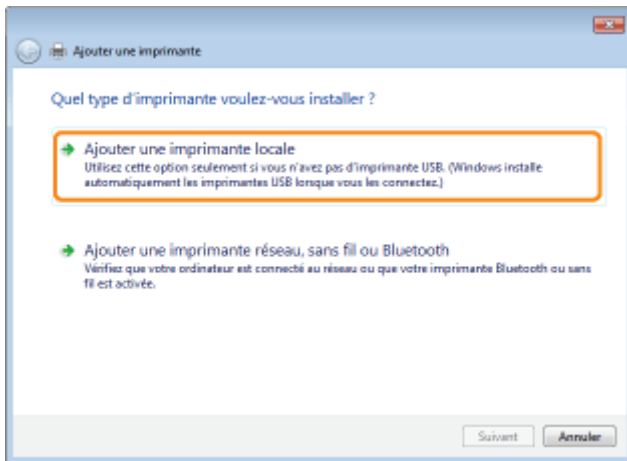 Ajouter une imprimante
Quel type d'imprimante voulez-vous installer ?
Ajouter une imprimante locale
Utilisez cette option seulement si vous n'avez pas d'imprimante USB. (Windows installe
automatiquement les imprimantes USB lorsque vous les connectez.)
Ajouter une imprimante réseau, sans fil ou Bluetooth
Vérifiez que votre ordinateur est connecté au réseau ou que votre imprimante Bluetooth ou sans
fil est activée.
Suivant Annuler